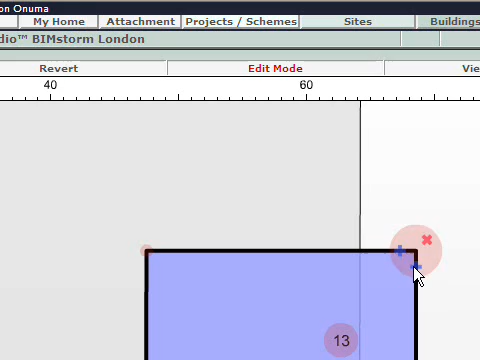 on Onuma
My Home Attachment Projects / Schemes Sites Buildings
dio™ BIMstorm London
Revert Edit Mode Vie
40 60
13